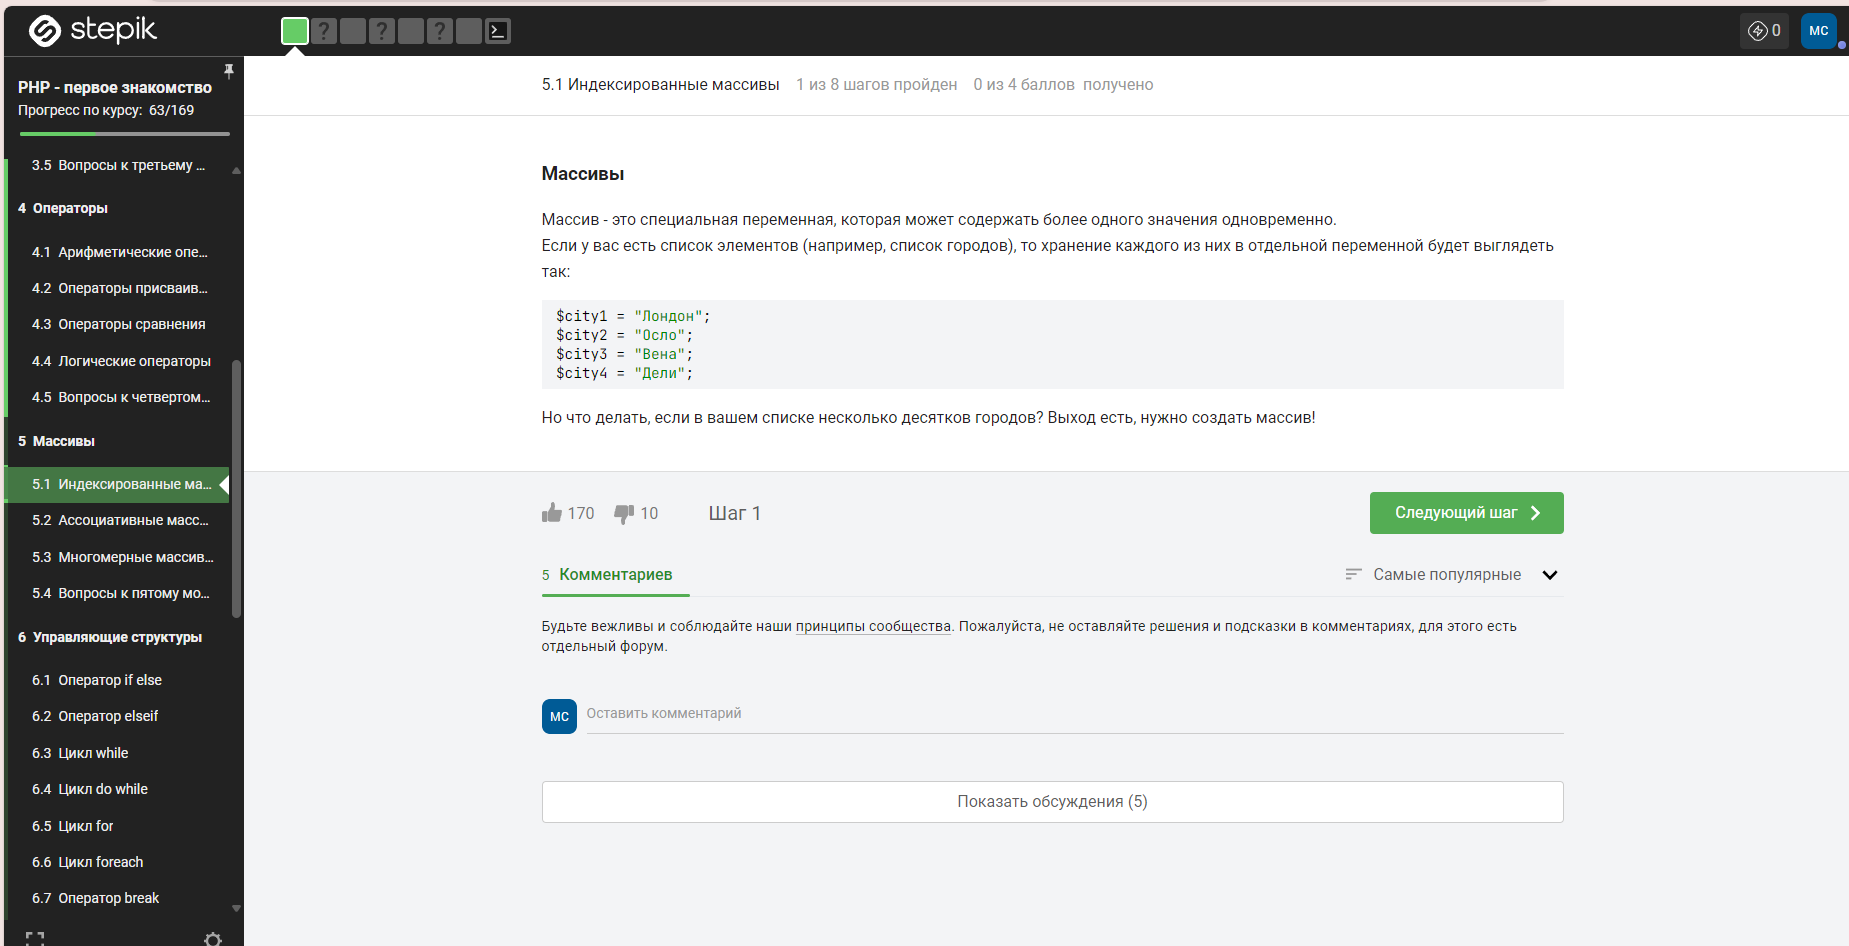 stepik
?
?
?
0
MC
PHP - первое знакомство
Прогресс по курсу: 63/169
3.5 Вопросы к третьему ...
4 Операторы
4.1 Арифметические опе...
4.2 Операторы присваив...
4.3 Операторы сравнения
4.4 Логические операторы
4.5 Вопросы к четвертом...
5 Массивы
5.1 Индексированные ма...
5.2 Ассоциативные масс...
5.3 Многомерные массив...
5.4 Вопросы к пятому мо...
6 Управляющие структуры
6.1 Оператор if else
6.2 Оператор elseif
6.3 Цикл while
6.4 Цикл do while
6.5 Цикл for
6.6 Цикл foreach
6.7 Оператор break
5.1 Индексированные массивы 1 из 8 шагов пройден 0 из 4 баллов получено
Массивы
Массив - это специальная переменная, которая может содержать более одного значения одновременно.
Если у вас есть список элементов (например, список городов), то хранение каждого из них в отдельной переменной будет выглядеть
так:
$city1 = "Лондон";
$city2 = "Осло";
$city3 = "Вена";
$city4 = "Дели";
Но что делать, если в вашем списке несколько десятков городов? Выход есть, нужно создать массив!
170 10 Шаг 1 Следующий шаг
5 Комментариев Самые популярные
Будьте вежливы и соблюдайте наши принципы сообщества. Пожалуйста, не оставляйте решения и подсказки в комментариях, для этого есть
отдельный форум.
MC Оставить комментарий
Показать обсуждения (5)